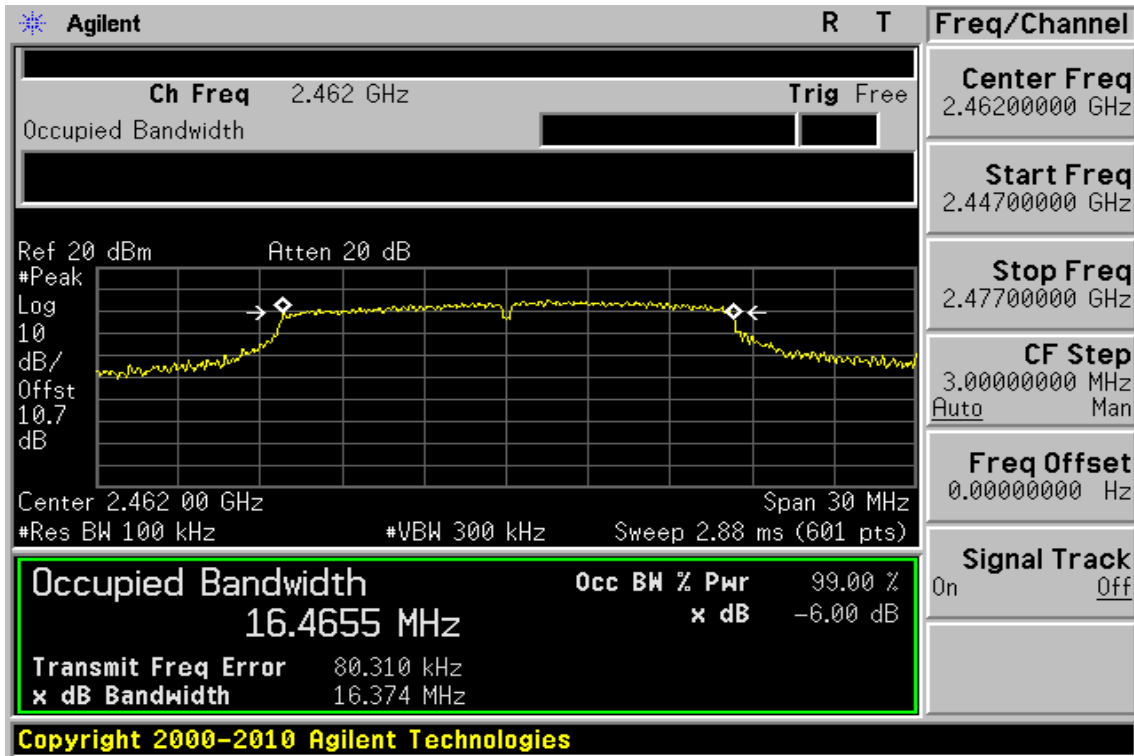 Agilent R T
Ch Freq 2.462 GHz Trig Free
Occupied Bandwidth
Ref 20 dBm Atten 20 dB
#Peak
Log
10
dB/
Offst
10.7
dB
Center 2.462 00 GHz Span 30 MHz
#Res BW 100 kHz #VBW 300 kHz Sweep 2.88 ms (601 pts)
Occupied Bandwidth
16.4655 MHz
Occ BW % Pwr 99.00 %
x dB -6.00 dB
Transmit Freq Error 80.310 kHz
x dB Bandwidth 16.374 MHz
Copyright 2000-2010 Agilent Technologies
Freq/Channel
Center Freq
2.46200000 GHz
Start Freq
2.44700000 GHz
Stop Freq
2.47700000 GHz
CF Step
3.00000000 MHz
Auto Man
Freq Offset
0.00000000 Hz
Signal Track
On Off